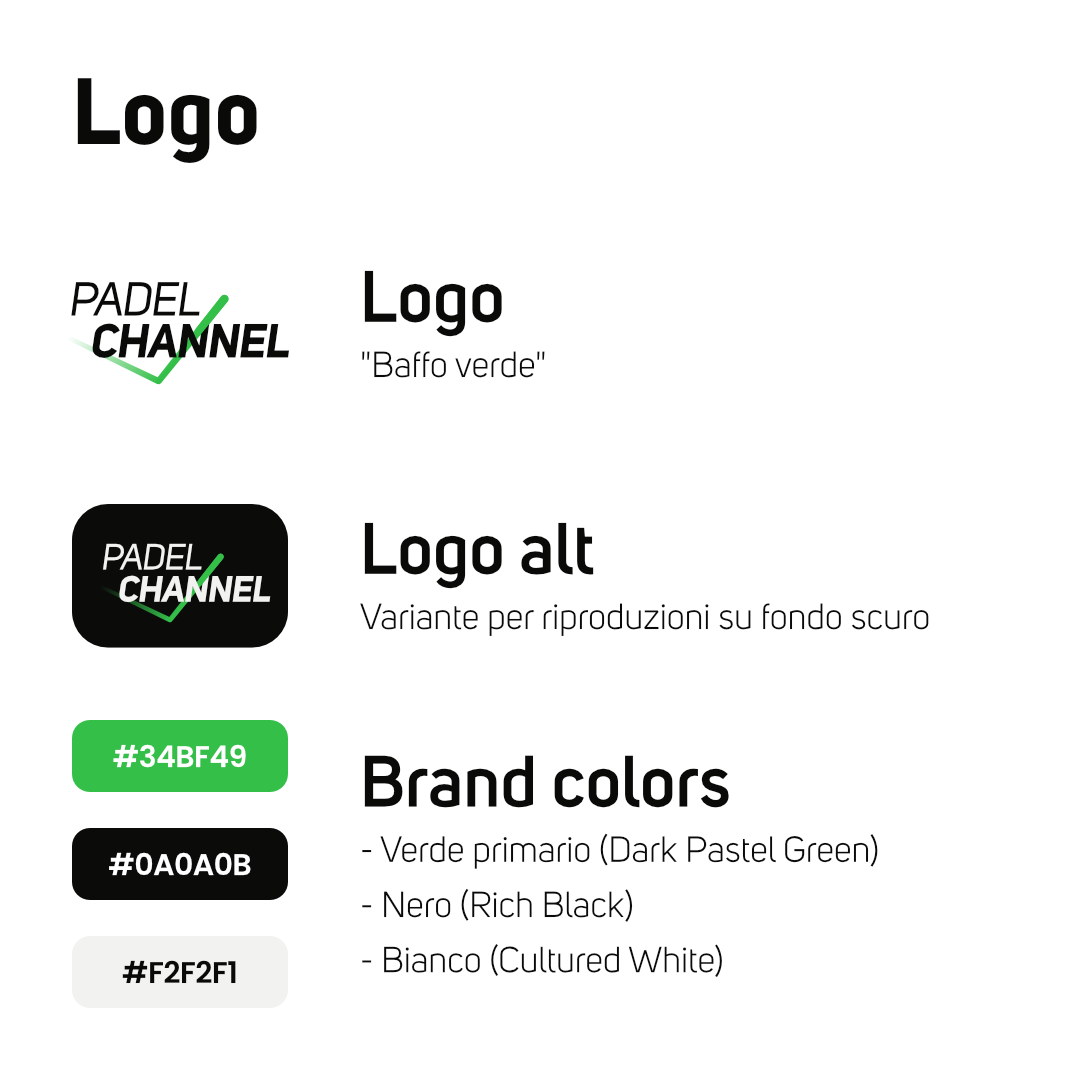 Logo
PADEL
CHANNEL
Logo
"Baffo verde"
PADEL
CHANNEL
Logo alt
Variante per riproduzioni su fondo scuro
#34BF49
#0A0A0B
#F2F2F1
Brand colors
- Verde primario (Dark Pastel Green)
- Nero (Rich Black)
- Bianco (Cultured White)